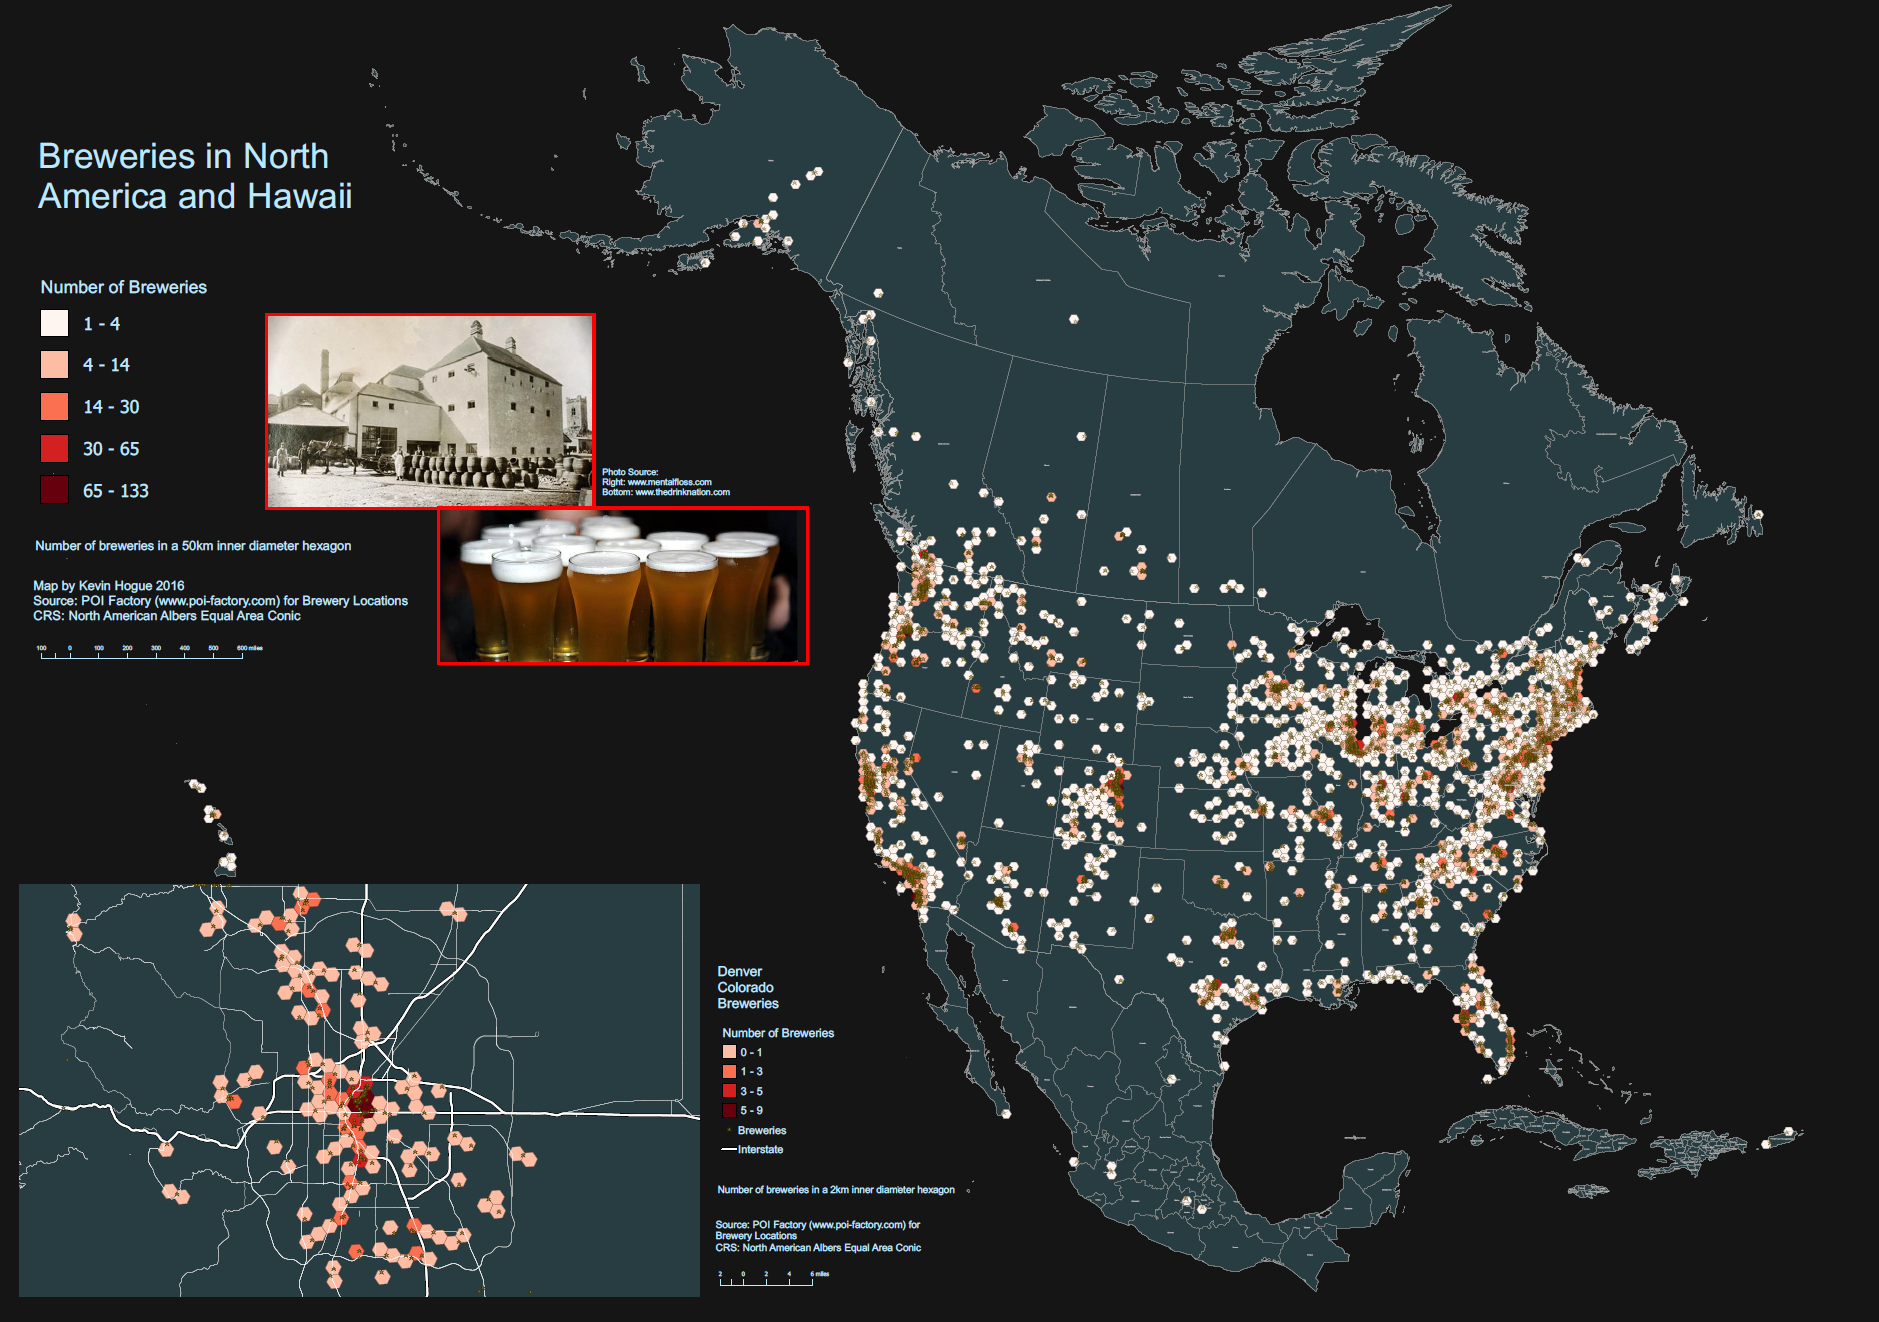 Breweries in North
America and Hawaii
Number of Breweries
1 - 4
4 - 14
14 - 30
30 - 65
65 - 133
Number of breweries in a 50km inner diameter hexagon
Map by Kevin Hogue 2016
Source: POI Factory (www.poi-factory.com) for Brewery Locations
CRS: North American Albers Equal Area Conic
100 0 100 200 300 400 500 600 miles
Photo Source:
Right: www.mentalfloss.com
Bottom: www.thedrinknation.com
Denver
Colorado
Breweries
Number of Breweries
0 - 1
1 - 3
3 - 5
5 - 9
Breweries
Interstate
Number of breweries in a 2km inner diameter hexagon
Source: POI Factory (www.poi-factory.com) for
Brewery Locations
CRS: North American Albers Equal Area Conic
2 0 2 4 6 miles